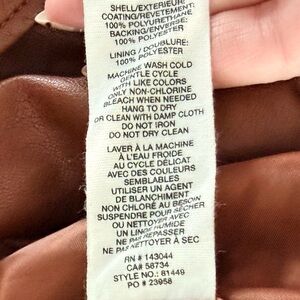 SHELL/EXTERIEUR
COATING/REVETEMENT:
100% POLYURETHANE
BACKING/ENVERSE:
100% POLYESTER
LINING / DOUBLURE:
100% POLYESTER
MACHINE WASH COLD
GENTLE CYCLE
WITH LIKE COLORS
ONLY NON-CHLORINE
BLEACH WHEN NEEDED
HANG TO DRY
OR CLEAN WITH DAMP CLOTH
DO NOT IRON
DO NOT DRY CLEAN
LAVER À LA MACHINE
À L'EAU FROIDE
AU CYCLE DÉLICAT
AVEC DES COULEURS
SEMBLABLES
UTILISER UN AGENT
DE BLANCHIMENT
NON CHLORÉ AU BESOIN
SUSPENDRE POUR SÉCHER
OU NETTOYER AVEC
UN LINGE HUMIDE
NE PAS REPASSER
NE PAS NETTOYER À SEC
RN # 143044
CA# 58734
STYLE NO.: 81449
PO # 23958